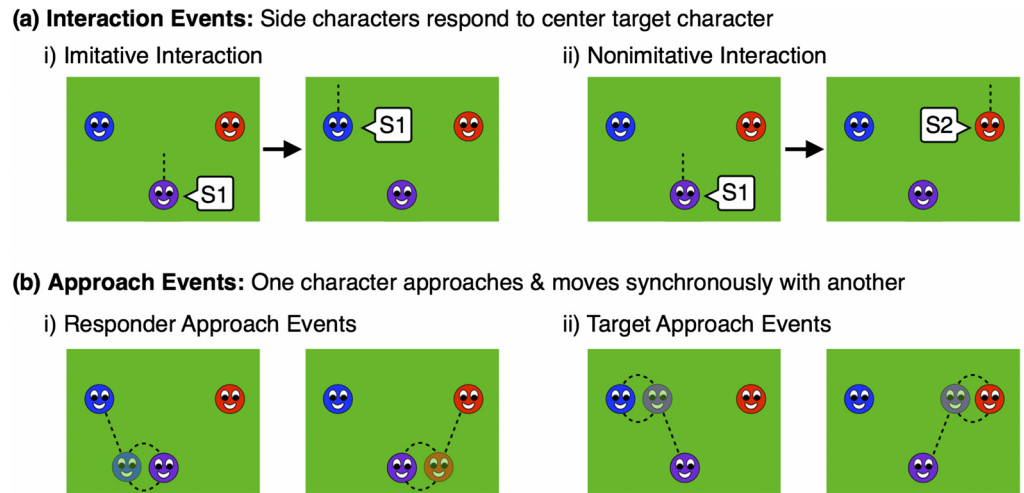 (a) Interaction Events: Side characters respond to center target character
i) Imitative Interaction
ii) Nonimitative Interaction
S1
S1
S1
S2
(b) Approach Events: One character approaches & moves synchronously with another
i) Responder Approach Events
ii) Target Approach Events